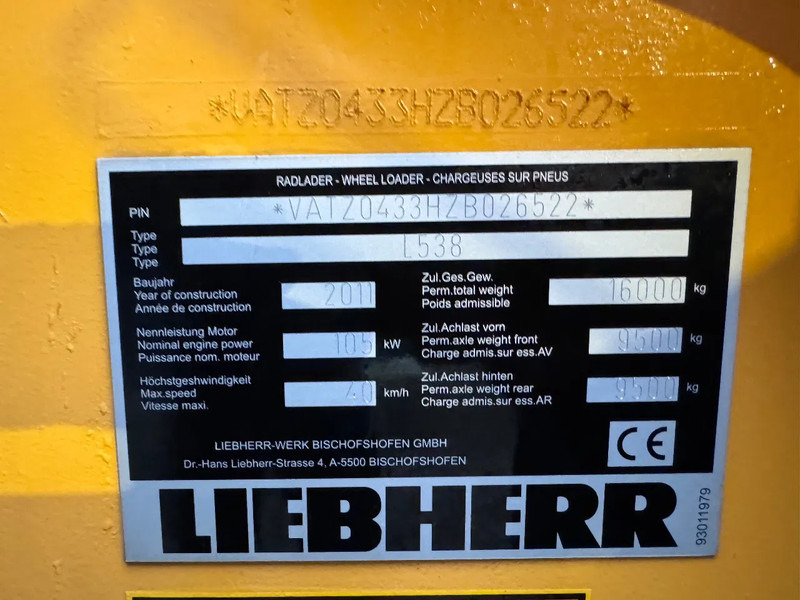 *VATZ0433HZB026522*
RADLADER - WHEEL LOADER - CHARGEUSES SUR PNEUS
PIN *VATZ0433HZB026522*
Type
Type L538
Type
Baujahr
Year of construction 2011
Année de construction
Zul.Ges.Gew.
Perm.total weight 16000 kg
Poids admissible
Nennleistung Motor
Nominal engine power 105 kW
Puissance nom. moteur
Zul.Achlast vorn
Perm.axle weight front 9500 kg
Charge admis.sur ess.AV
Höchstgeshwindigkeit
Max.speed 40 km/h
Vitesse maxi.
Zul.Achlast hinten
Perm.axle weight rear 9500 kg
Charge admis.sur ess.AR
LIEBHERR-WERK BISCHOFSHOFEN GMBH
Dr.-Hans Liebherr-Strasse 4, A-5500 BISCHOFSHOFEN
CE
LIEBHERR
93011979